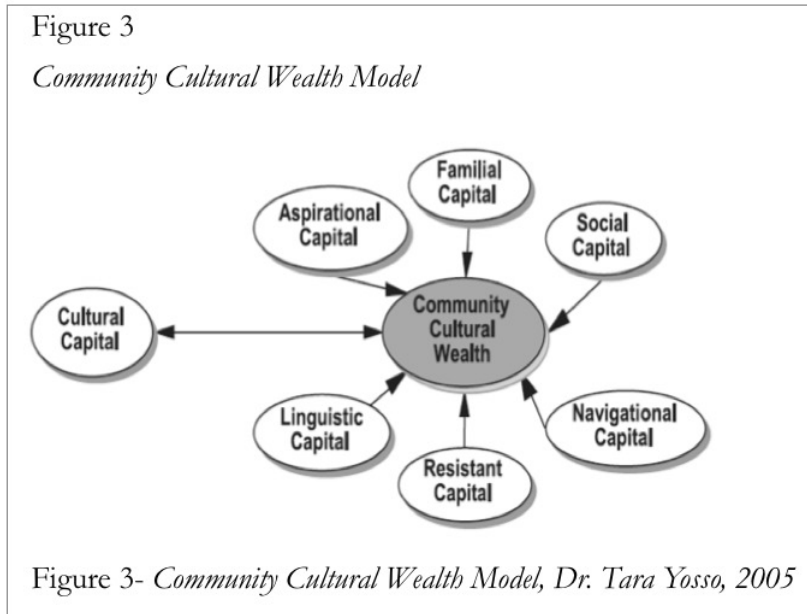 Figure 3
Community Cultural Wealth Model
Familial
Capital
Aspirational
Capital
Social
Capital
Community
Cultural
Wealth
Cultural
Capital
Linguistic
Capital
Navigational
Capital
Resistant
Capital
Figure 3- Community Cultural Wealth Model, Dr. Tara Yosso, 2005